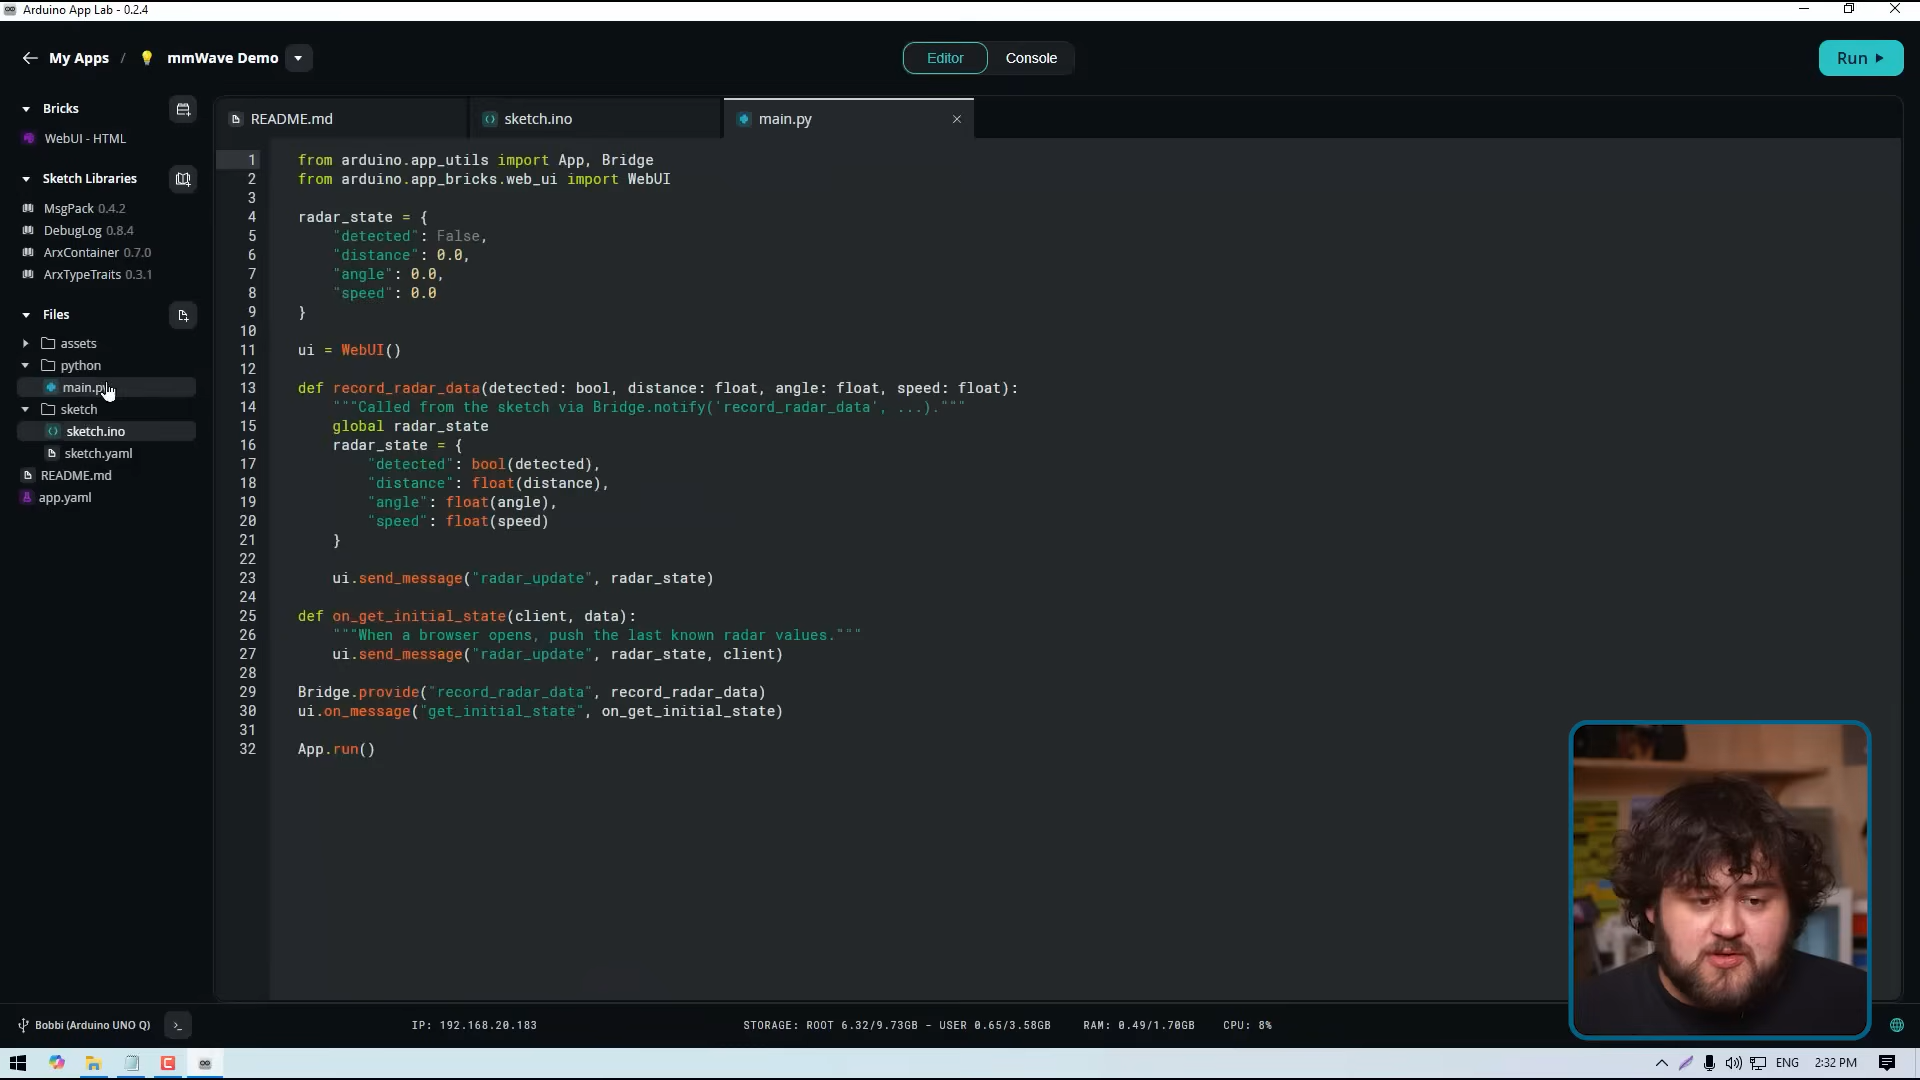 Arduino App Lab - 0.2.4
My Apps / mmWave Demo
Editor
Console
Run
Bricks
WebUI - HTML
Sketch Libraries
MsgPack 0.4.2
DebugLog 0.8.4
ArxContainer 0.7.0
ArxTypeTraits 0.3.1
Files
assets
python
main.py
sketch
sketch.ino
sketch.yaml
README.md
app.yaml
README.md
sketch.ino
main.py
1 from arduino.app_utils import App, Bridge
2 from arduino.app_bricks.web_ui import WebUI
3
4 radar_state = {
5 "detected": False,
6 "distance": 0.0,
7 "angle": 0.0,
8 "speed": 0.0
9 }
10
11 ui = WebUI()
12
13 def record_radar_data(detected: bool, distance: float, angle: float, speed: float):
14 """Called from the sketch via Bridge.notify('record_radar_data', ...)."""
15 global radar_state
16 radar_state = {
17 "detected": bool(detected),
18 "distance": float(distance),
19 "angle": float(angle),
20 "speed": float(speed)
21 }
22
23 ui.send_message("radar_update", radar_state)
24
25 def on_get_initial_state(client, data):
26 """When a browser opens, push the last known radar values."""
27 ui.send_message("radar_update", radar_state, client)
28
29 Bridge.provide("record_radar_data", record_radar_data)
30 ui.on_message("get_initial_state", on_get_initial_state)
31
32 App.run()
Bobbi (Arduino UNO Q)
IP: 192.168.20.183
STORAGE: ROOT 6.32/9.73GB - USER 0.65/3.58GB
RAM: 0.49/1.70GB
CPU: 8%
ENG
2:32 PM